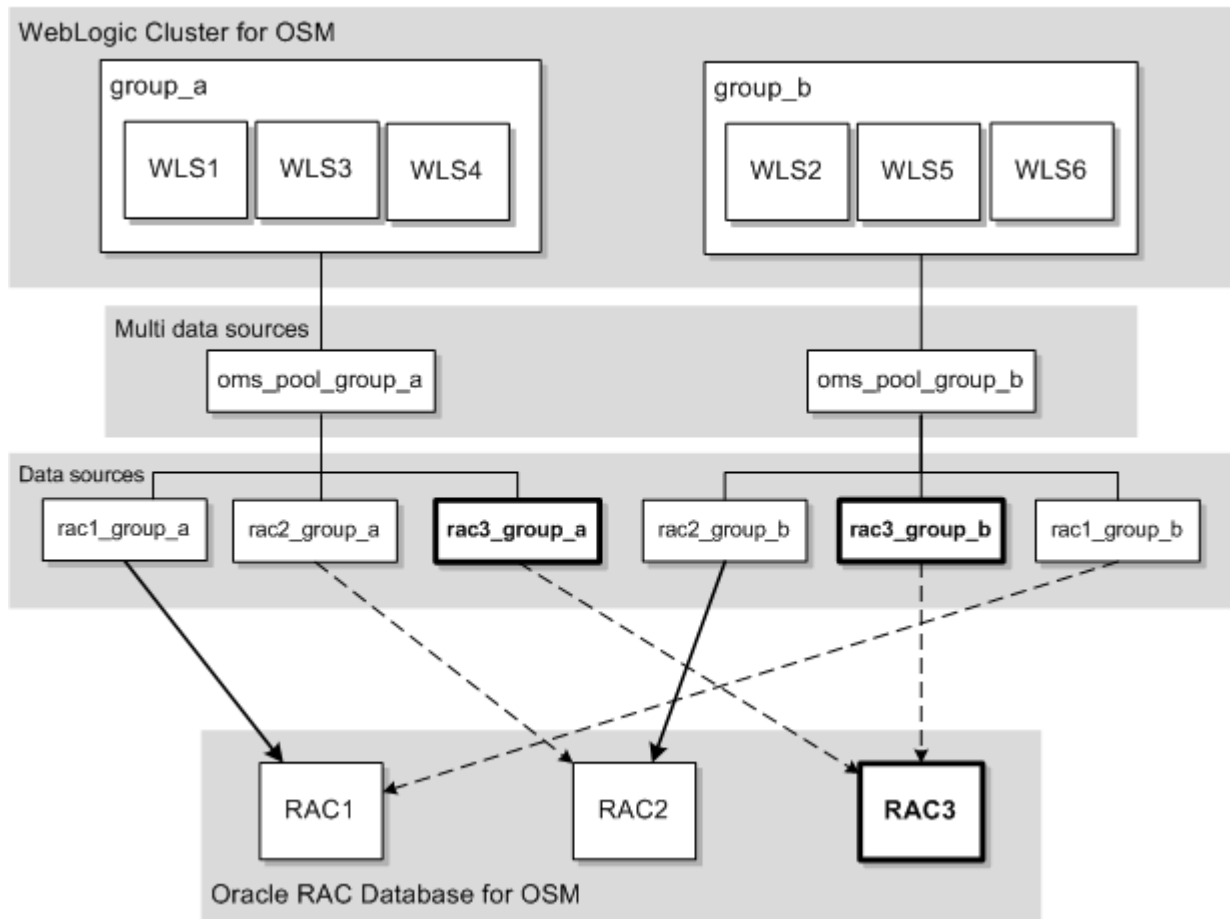 WebLogic Cluster for OSM
group_a
group_b
WLS1 WLS3 WLS4
WLS2 WLS5 WLS6
Multi data sources
oms_pool_group_a
oms_pool_group_b
Data sources
rac1_group_a
rac2_group_a
rac3_group_a
rac2_group_b
rac3_group_b
rac1_group_b
RAC1
RAC2
RAC3
Oracle RAC Database for OSM